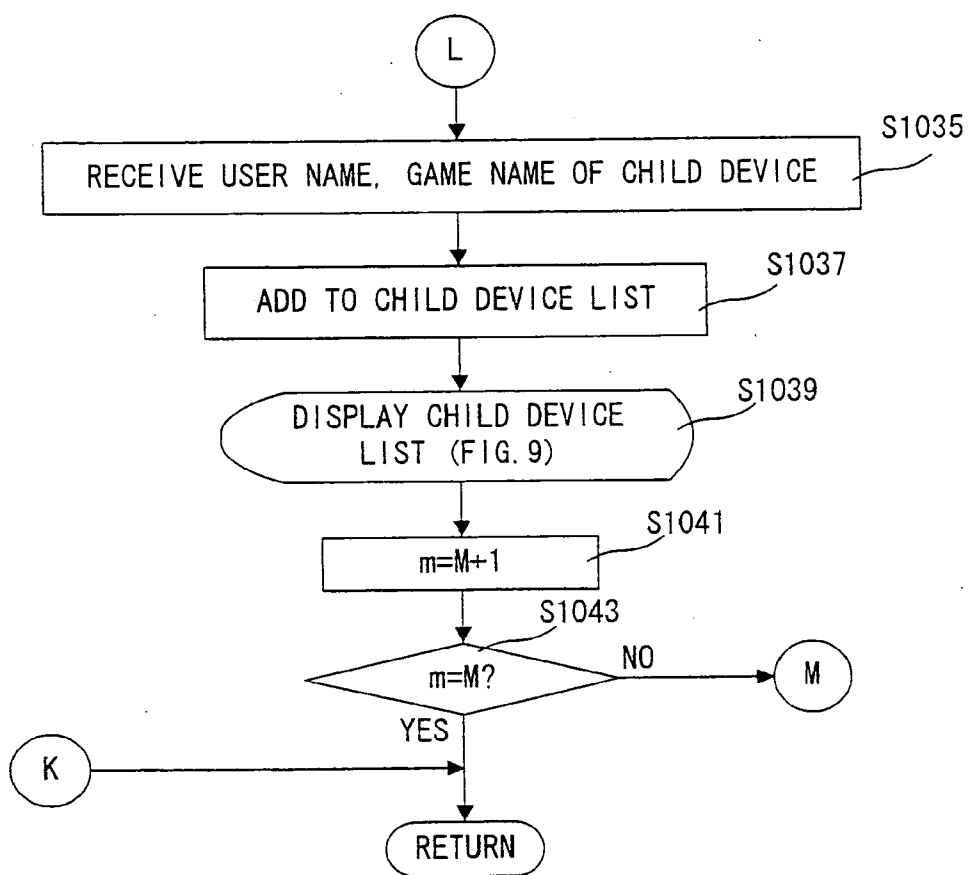 L
S1035
RECEIVE USER NAME, GAME NAME OF CHILD DEVICE
S1037
ADD TO CHILD DEVICE LIST
S1039
DISPLAY CHILD DEVICE
LIST (FIG. 9)
S1041
m=M+1
S1043
m=M?
NO
M
YES
K
RETURN